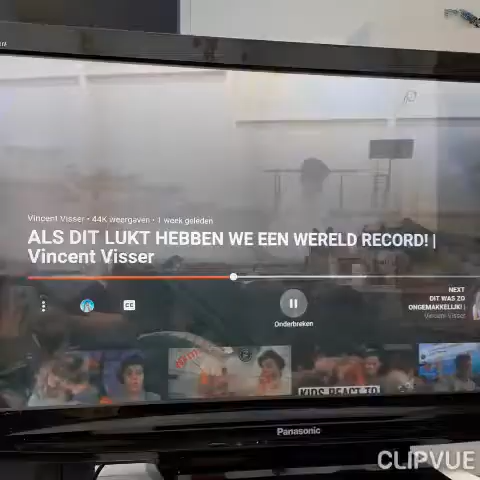 Vincent Visser • 44K weergaven • 1 week geleden
ALS DIT LUKT HEBBEN WE EEN WERELD RECORD! |
Vincent Visser
NEXT
DIT WAS ZO
ONGEMAKKELIJK! |
Vincent Visser
CC
Onderbreken
KIDS REACT TO
Panasonic
CLIPVUE